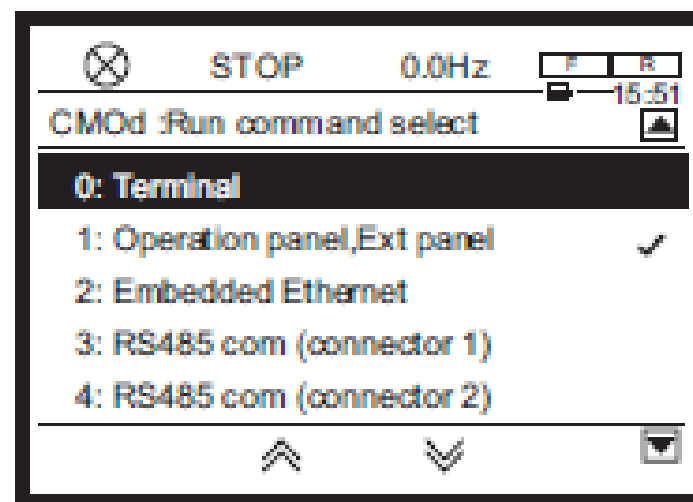 STOP 0.0Hz F R
15:51
CMOd :Run command select
0: Terminal
1: Operation panel,Ext panel
2: Embedded Ethernet
3: RS485 com (connector 1)
4: RS485 com (connector 2)